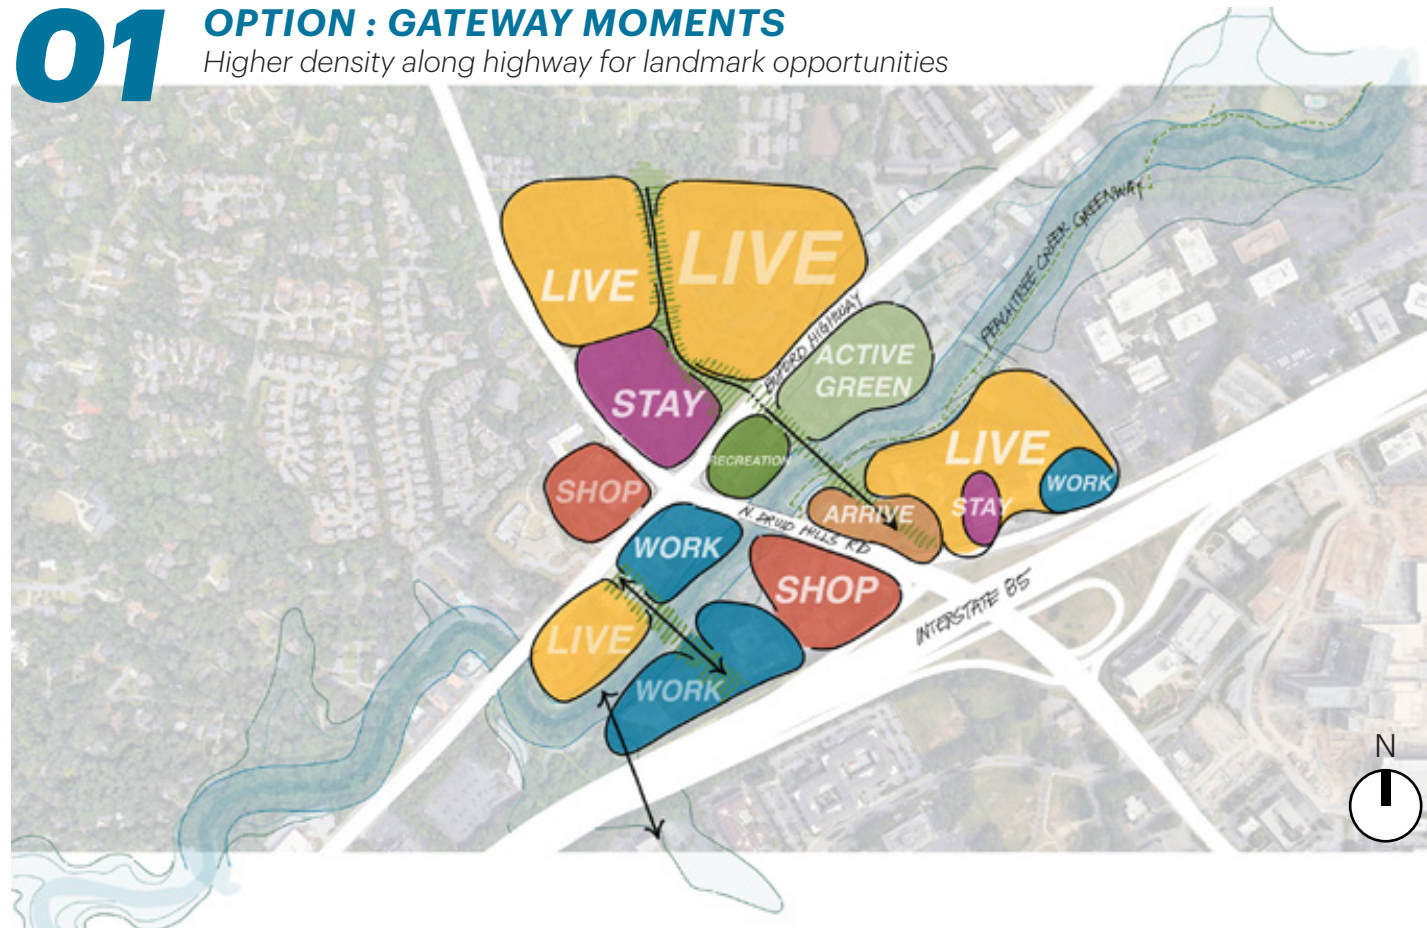 01
OPTION : GATEWAY MOMENTS
Higher density along highway for landmark opportunities
LIVE
LIVE
STAY
BUFORD HIGHWAY
ACTIVE
GREEN
PEACHTREE CREEK GREENWAY
RECREATION
SHOP
LIVE
STAY
WORK
ARRIVE
N. DRUID HILLS RD
WORK
SHOP
INTERSTATE 85
LIVE
WORK
N